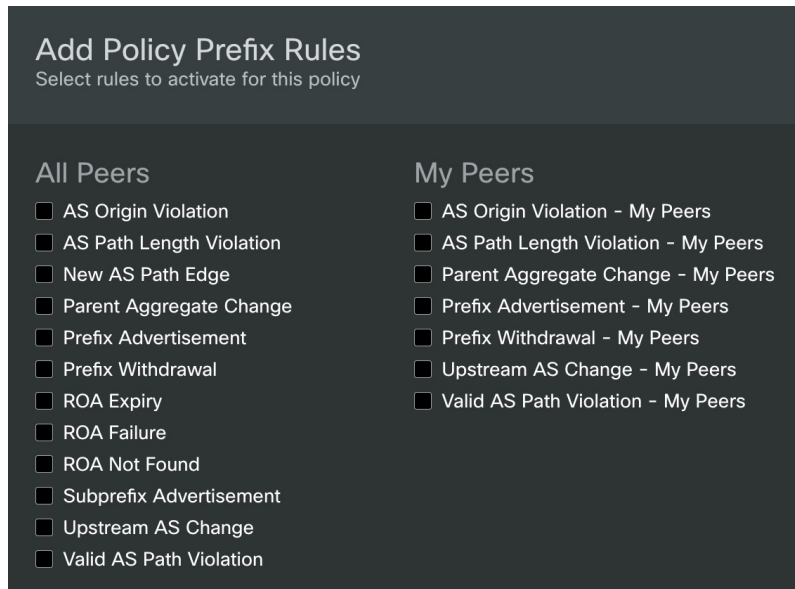 Add Policy Prefix Rules
Select rules to activate for this policy
All Peers
AS Origin Violation
AS Path Length Violation
New AS Path Edge
Parent Aggregate Change
Prefix Advertisement
Prefix Withdrawal
ROA Expiry
ROA Failure
ROA Not Found
Subprefix Advertisement
Upstream AS Change
Valid AS Path Violation
My Peers
AS Origin Violation - My Peers
AS Path Length Violation - My Peers
Parent Aggregate Change - My Peers
Prefix Advertisement - My Peers
Prefix Withdrawal - My Peers
Upstream AS Change - My Peers
Valid AS Path Violation - My Peers